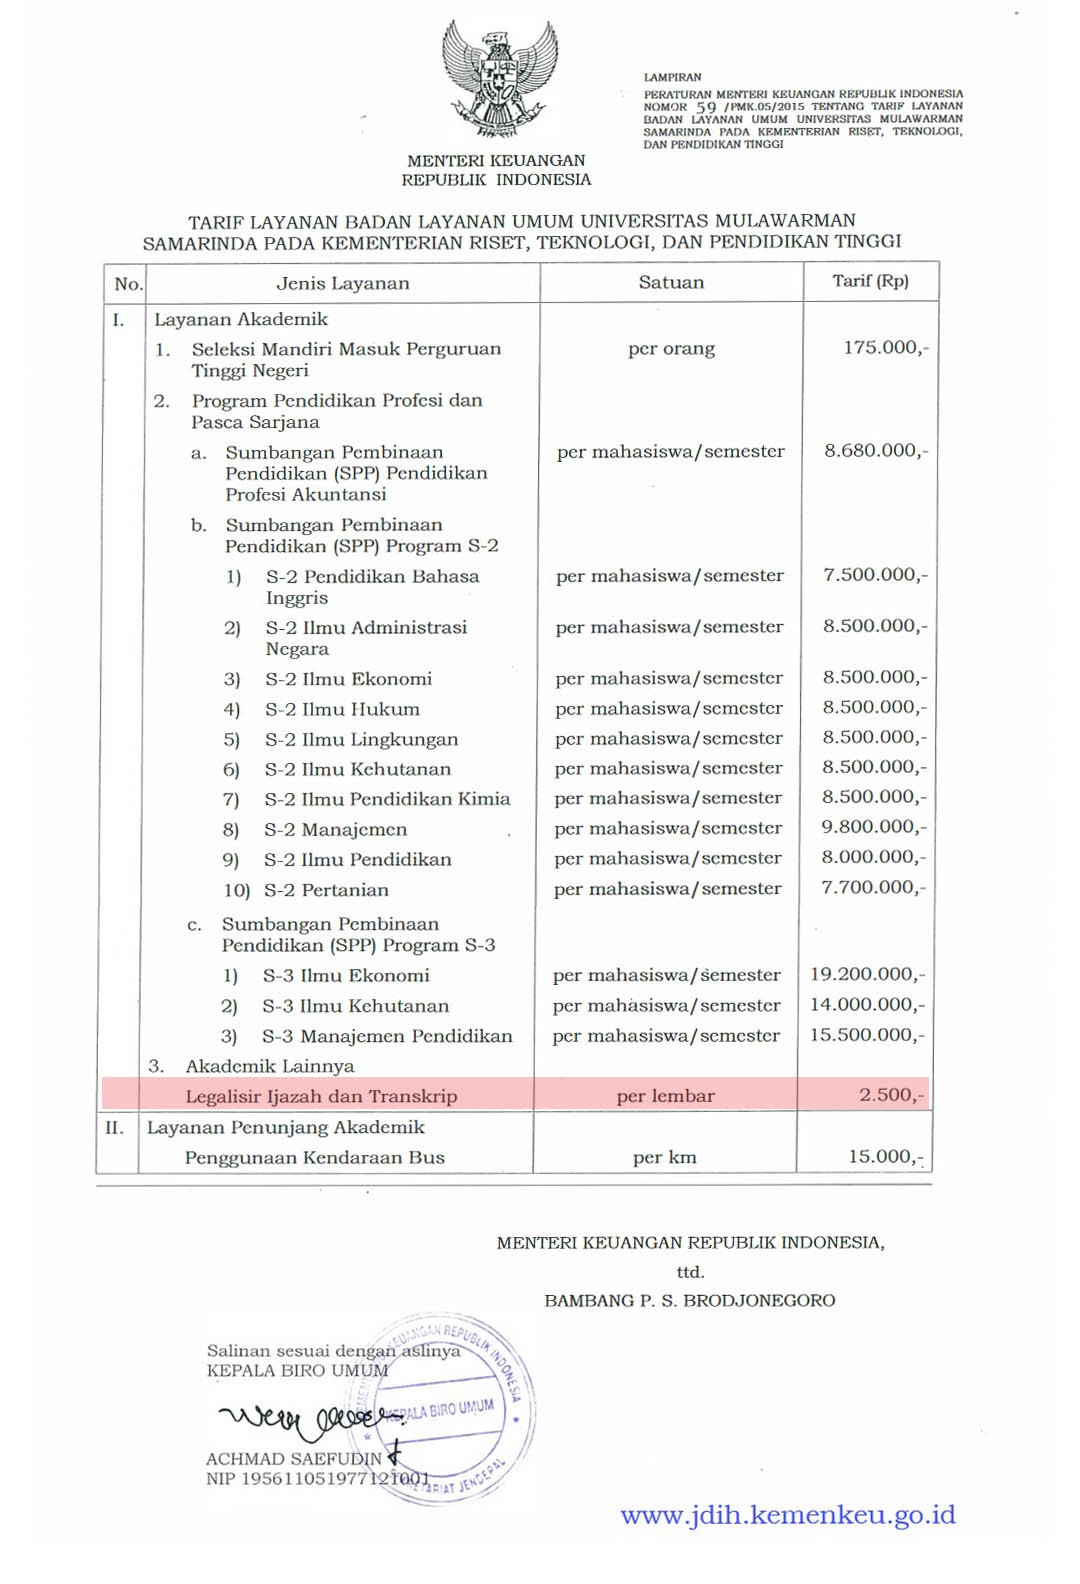 LAMPIRAN
PERATURAN MENTERI KEUANGAN REPUBLIK INDONESIA
NOMOR 59 /PMK.05/2015 TENTANG TARIF LAYANAN
BADAN LAYANAN UMUM UNIVERSITAS MULAWARMAN
SAMARINDA PADA KEMENTERIAN RISET, TEKNOLOGI,
DAN PENDIDIKAN TINGGI
MENTERI KEUANGAN
REPUBLIK INDONESIA
TARIF LAYANAN BADAN LAYANAN UMUM UNIVERSITAS MULAWARMAN
SAMARINDA PADA KEMENTERIAN RISET, TEKNOLOGI, DAN PENDIDIKAN TINGGI
No. Jenis Layanan Satuan Tarif (Rp)
I. Layanan Akademik
1. Seleksi Mandiri Masuk Perguruan per orang 175.000,-
Tinggi Negeri
2. Program Pendidikan Profesi dan
Pasca Sarjana
a. Sumbangan Pembinaan per mahasiswa/semester 8.680.000,-
Pendidikan (SPP) Pendidikan
Profesi Akuntansi
b. Sumbangan Pembinaan
Pendidikan (SPP) Program S-2
1) S-2 Pendidikan Bahasa per mahasiswa/semester 7.500.000,-
Inggris
2) S-2 Ilmu Administrasi per mahasiswa/semester 8.500.000,-
Negara
3) S-2 Ilmu Ekonomi per mahasiswa/semester 8.500.000,-
4) S-2 Ilmu Hukum per mahasiswa/semester 8.500.000,-
5) S-2 Ilmu Lingkungan per mahasiswa/semester 8.500.000,-
6) S-2 Ilmu Kehutanan per mahasiswa/semester 8.500.000,-
7) S-2 Ilmu Pendidikan Kimia per mahasiswa/semester 8.500.000,-
8) S-2 Manajemen per mahasiswa/semester 9.800.000,-
9) S-2 Ilmu Pendidikan per mahasiswa/semester 8.000.000,-
10) S-2 Pertanian per mahasiswa/semester 7.700.000,-
c. Sumbangan Pembinaan
Pendidikan (SPP) Program S-3
1) S-3 Ilmu Ekonomi per mahasiswa/semester 19.200.000,-
2) S-3 Ilmu Kehutanan per mahasiswa/semester 14.000.000,-
3) S-3 Manajemen Pendidikan per mahasiswa/semester 15.500.000,-
3. Akademik Lainnya
Legalisir Ijazah dan Transkrip per lembar 2.500,-
II. Layanan Penunjang Akademik
Penggunaan Kendaraan Bus per km 15.000,-
MENTERI KEUANGAN REPUBLIK INDONESIA,
ttd.
BAMBANG P. S. BRODJONEGORO
Salinan sesuai dengan aslinya
KEPALA BIRO UMUM
KEMENTERIAN KEUANGAN REPUBLIK INDONESIA
KEPALA BIRO UMUM
SEKRETARIAT JENDERAL
ACHMAD SAEFUDIN
NIP 195611051977121001
www.jdih.kemenkeu.go.id